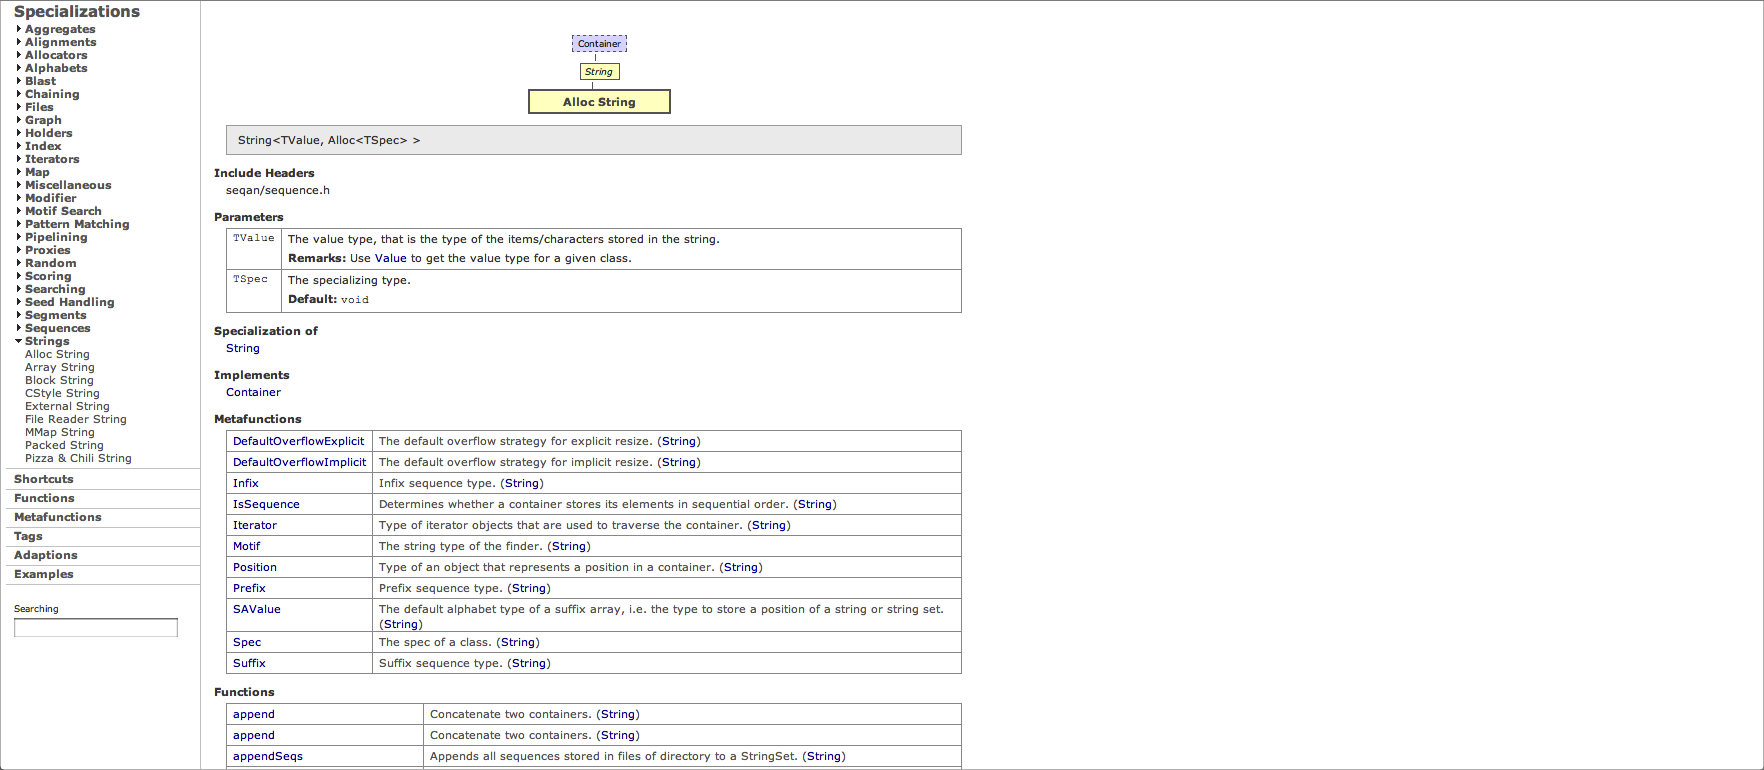 Specializations
Aggregates
Alignments
Allocators
Alphabets
Blast
Chaining
Files
Graph
Holders
Index
Iterators
Map
Miscellaneous
Modifier
Motif Search
Pattern Matching
Pipelining
Proxies
Random
Scoring
Searching
Seed Handling
Segments
Sequences
Strings
Alloc String
Array String
Block String
CStyle String
External String
File Reader String
MMap String
Packed String
Pizza & Chili String
Shortcuts
Functions
Metafunctions
Tags
Adaptions
Examples
Searching
Container
String
Alloc String
String<TValue, Alloc<TSpec> >
Include Headers
seqan/sequence.h
Parameters
TValue The value type, that is the type of the items/characters stored in the string.
Remarks: Use Value to get the value type for a given class.
TSpec The specializing type.
Default: void
Specialization of
String
Implements
Container
Metafunctions
DefaultOverflowExplicit The default overflow strategy for explicit resize. (String)
DefaultOverflowImplicit The default overflow strategy for implicit resize. (String)
Infix Infix sequence type. (String)
IsSequence Determines whether a container stores its elements in sequential order. (String)
Iterator Type of iterator objects that are used to traverse the container. (String)
Motif The string type of the finder. (String)
Position Type of an object that represents a position in a container. (String)
Prefix Prefix sequence type. (String)
SAValue The default alphabet type of a suffix array, i.e. the type to store a position of a string or string set.
(String)
Spec The spec of a class. (String)
Suffix Suffix sequence type. (String)
Functions
append Concatenate two containers. (String)
append Concatenate two containers. (String)
appendSeqs Appends all sequences stored in files of directory to a StringSet. (String)